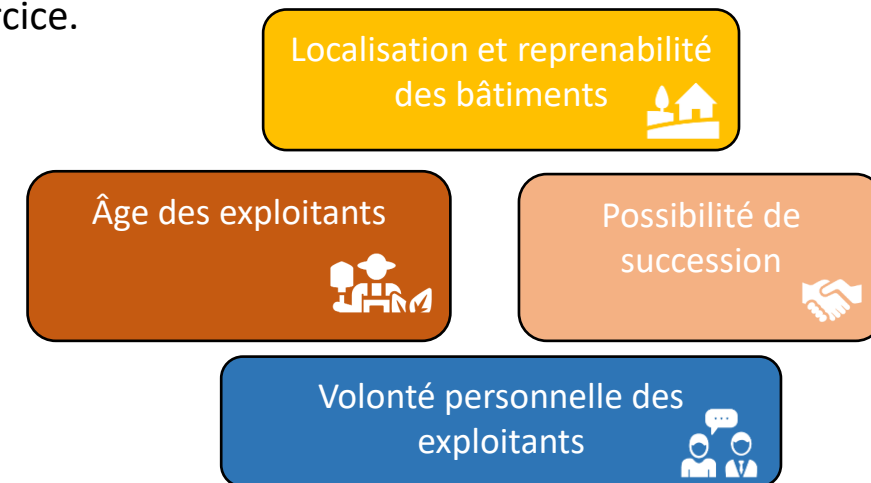 rcice.
Localisation et reprenabilité
des bâtiments
Âge des exploitants
Possibilité de
succession
Volonté personnelle des
exploitants